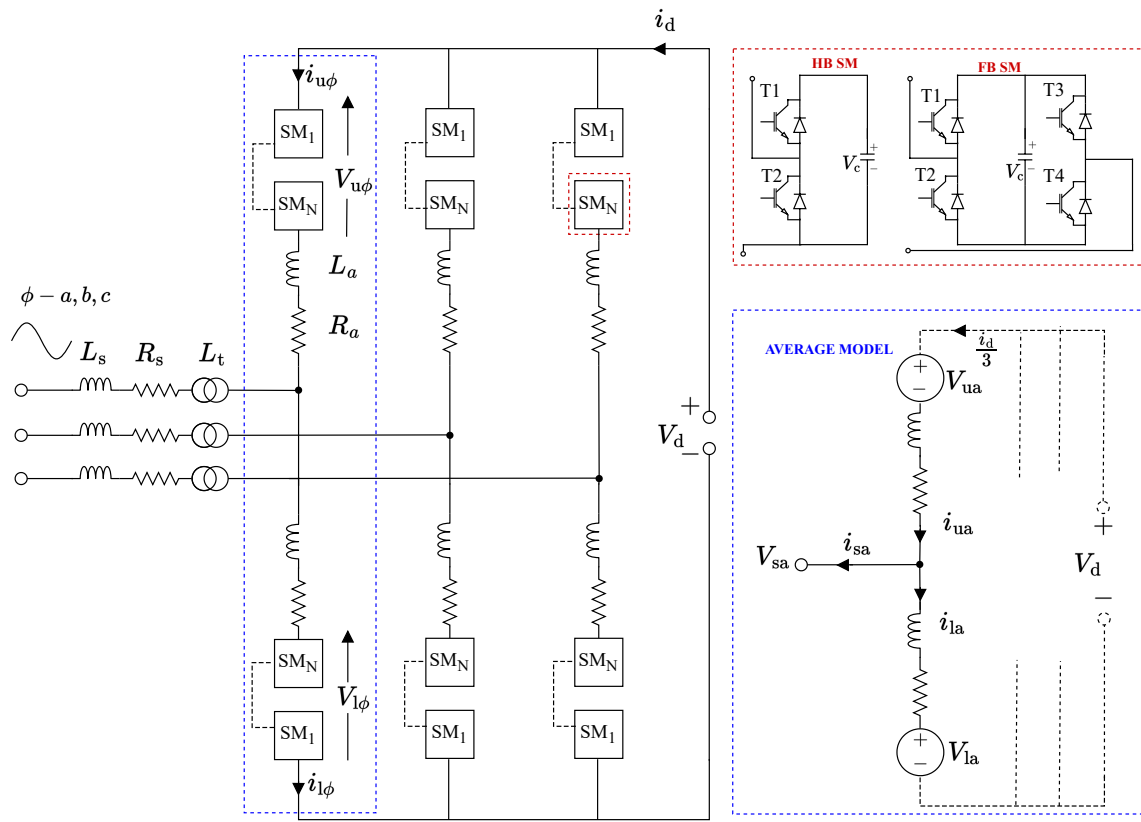 i_d
i_uφ
SM_1
SM_1
SM_1
V_uφ
SM_N
SM_N
SM_N
L_a
R_a
φ − a, b, c
L_s
R_s
L_t
+
V_d
−
SM_N
SM_N
SM_N
V_lφ
SM_1
SM_1
SM_1
i_lφ
HB SM
FB SM
T1
T1
T3
+
V_c
−
+
V_c
−
T2
T2
T4
AVERAGE MODEL
i_d/3
+
−
V_ua
i_ua
V_sa
i_sa
+
V_d
−
i_la
+
−
V_la